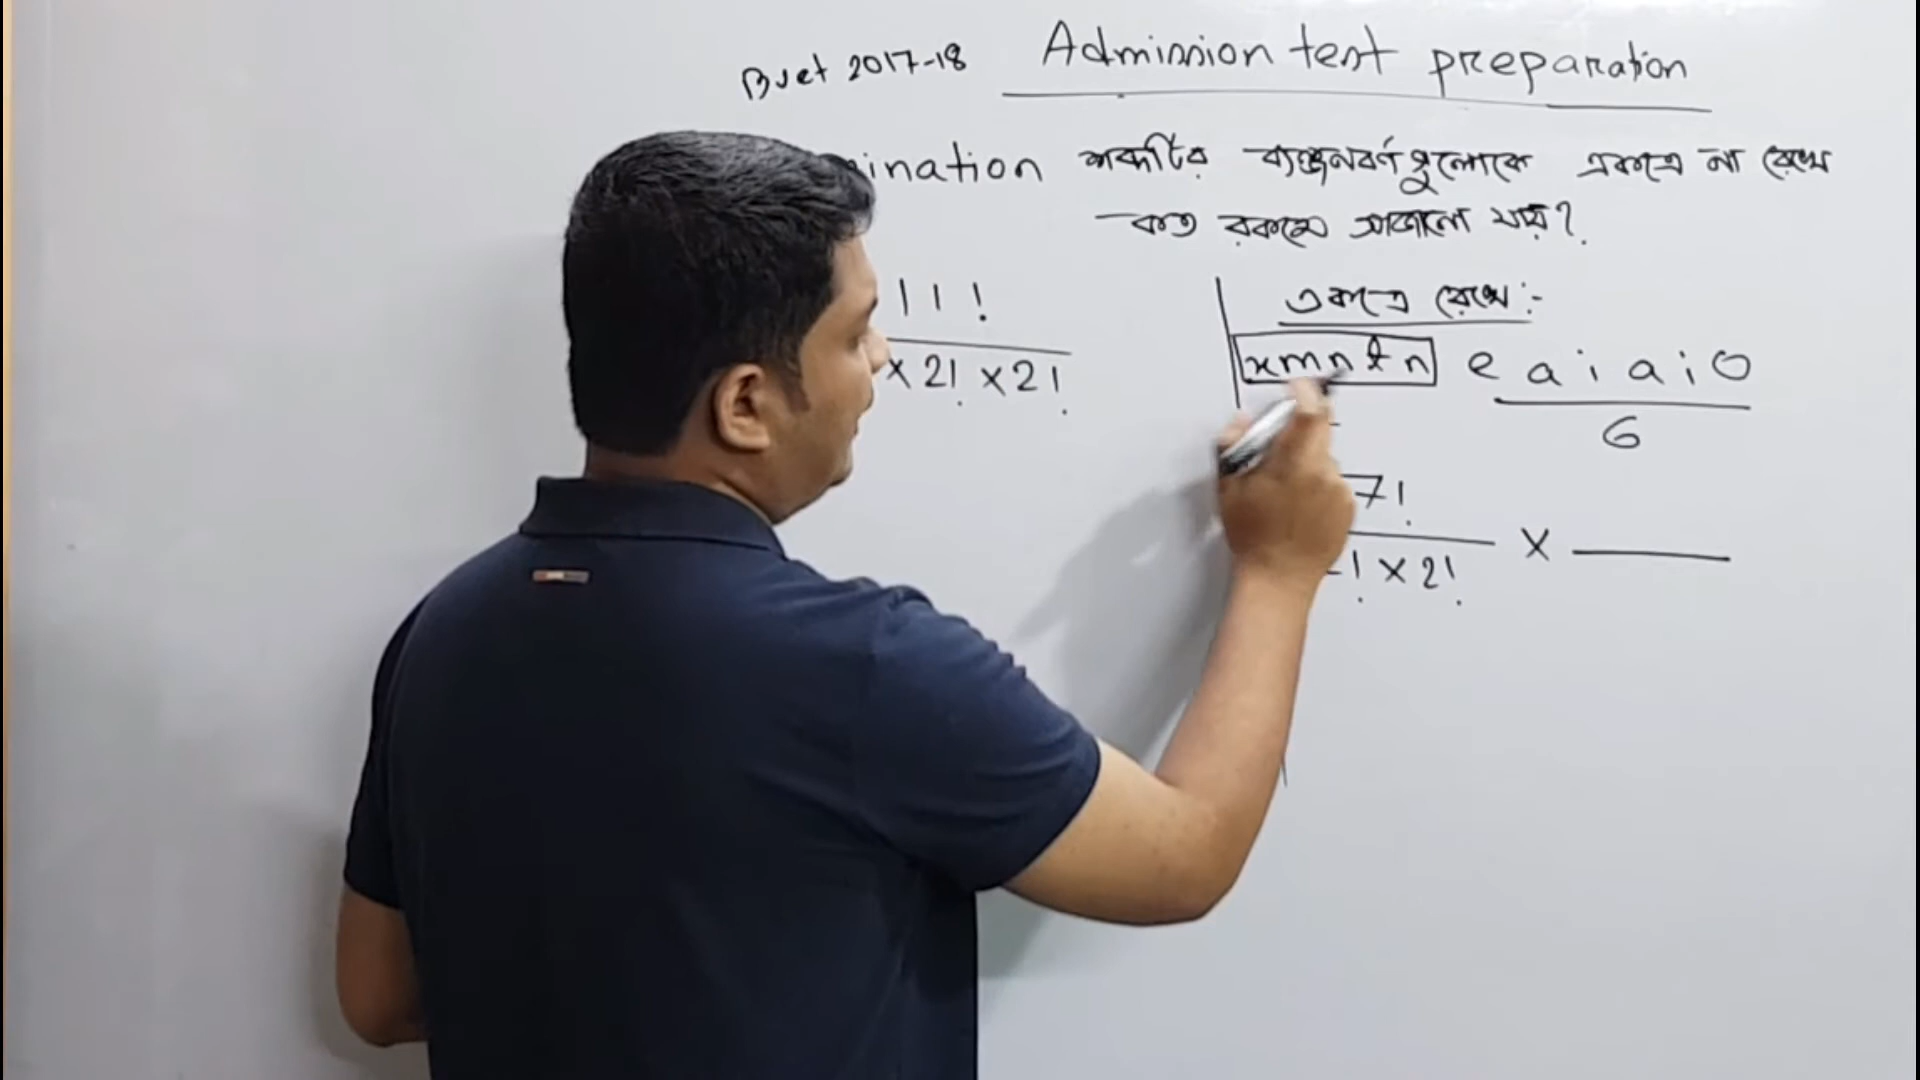 Buet 2017-18 Admission test preparation
ination শব্দটির ব্যঞ্জনবর্ণগুলোকে একত্রে না রেখে
কত রকমে সাজানো যায়?
11!
× 2! × 2!
একত্রে রেখে :-
x m n t n e a i a i o
6
7!
! × 2! ×